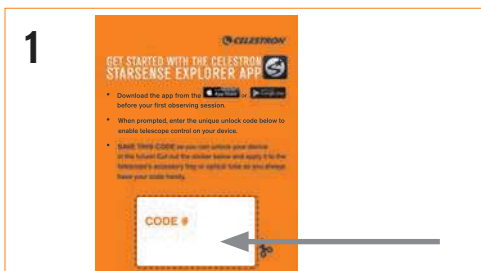 1
CELESTRON
GET STARTED WITH THE CELESTRON
STARSENSE EXPLORER APP
• Download the app from the App Store or Google play
before your first observing session.
• When prompted, enter the unique unlock code below to
enable telescope control on your device.
• SAVE THIS CODE so you can unlock your device
in the future! Cut out the sticker below and apply it to the
telescope's accessory tray or optical tube so you always
have your code handy.
CODE #